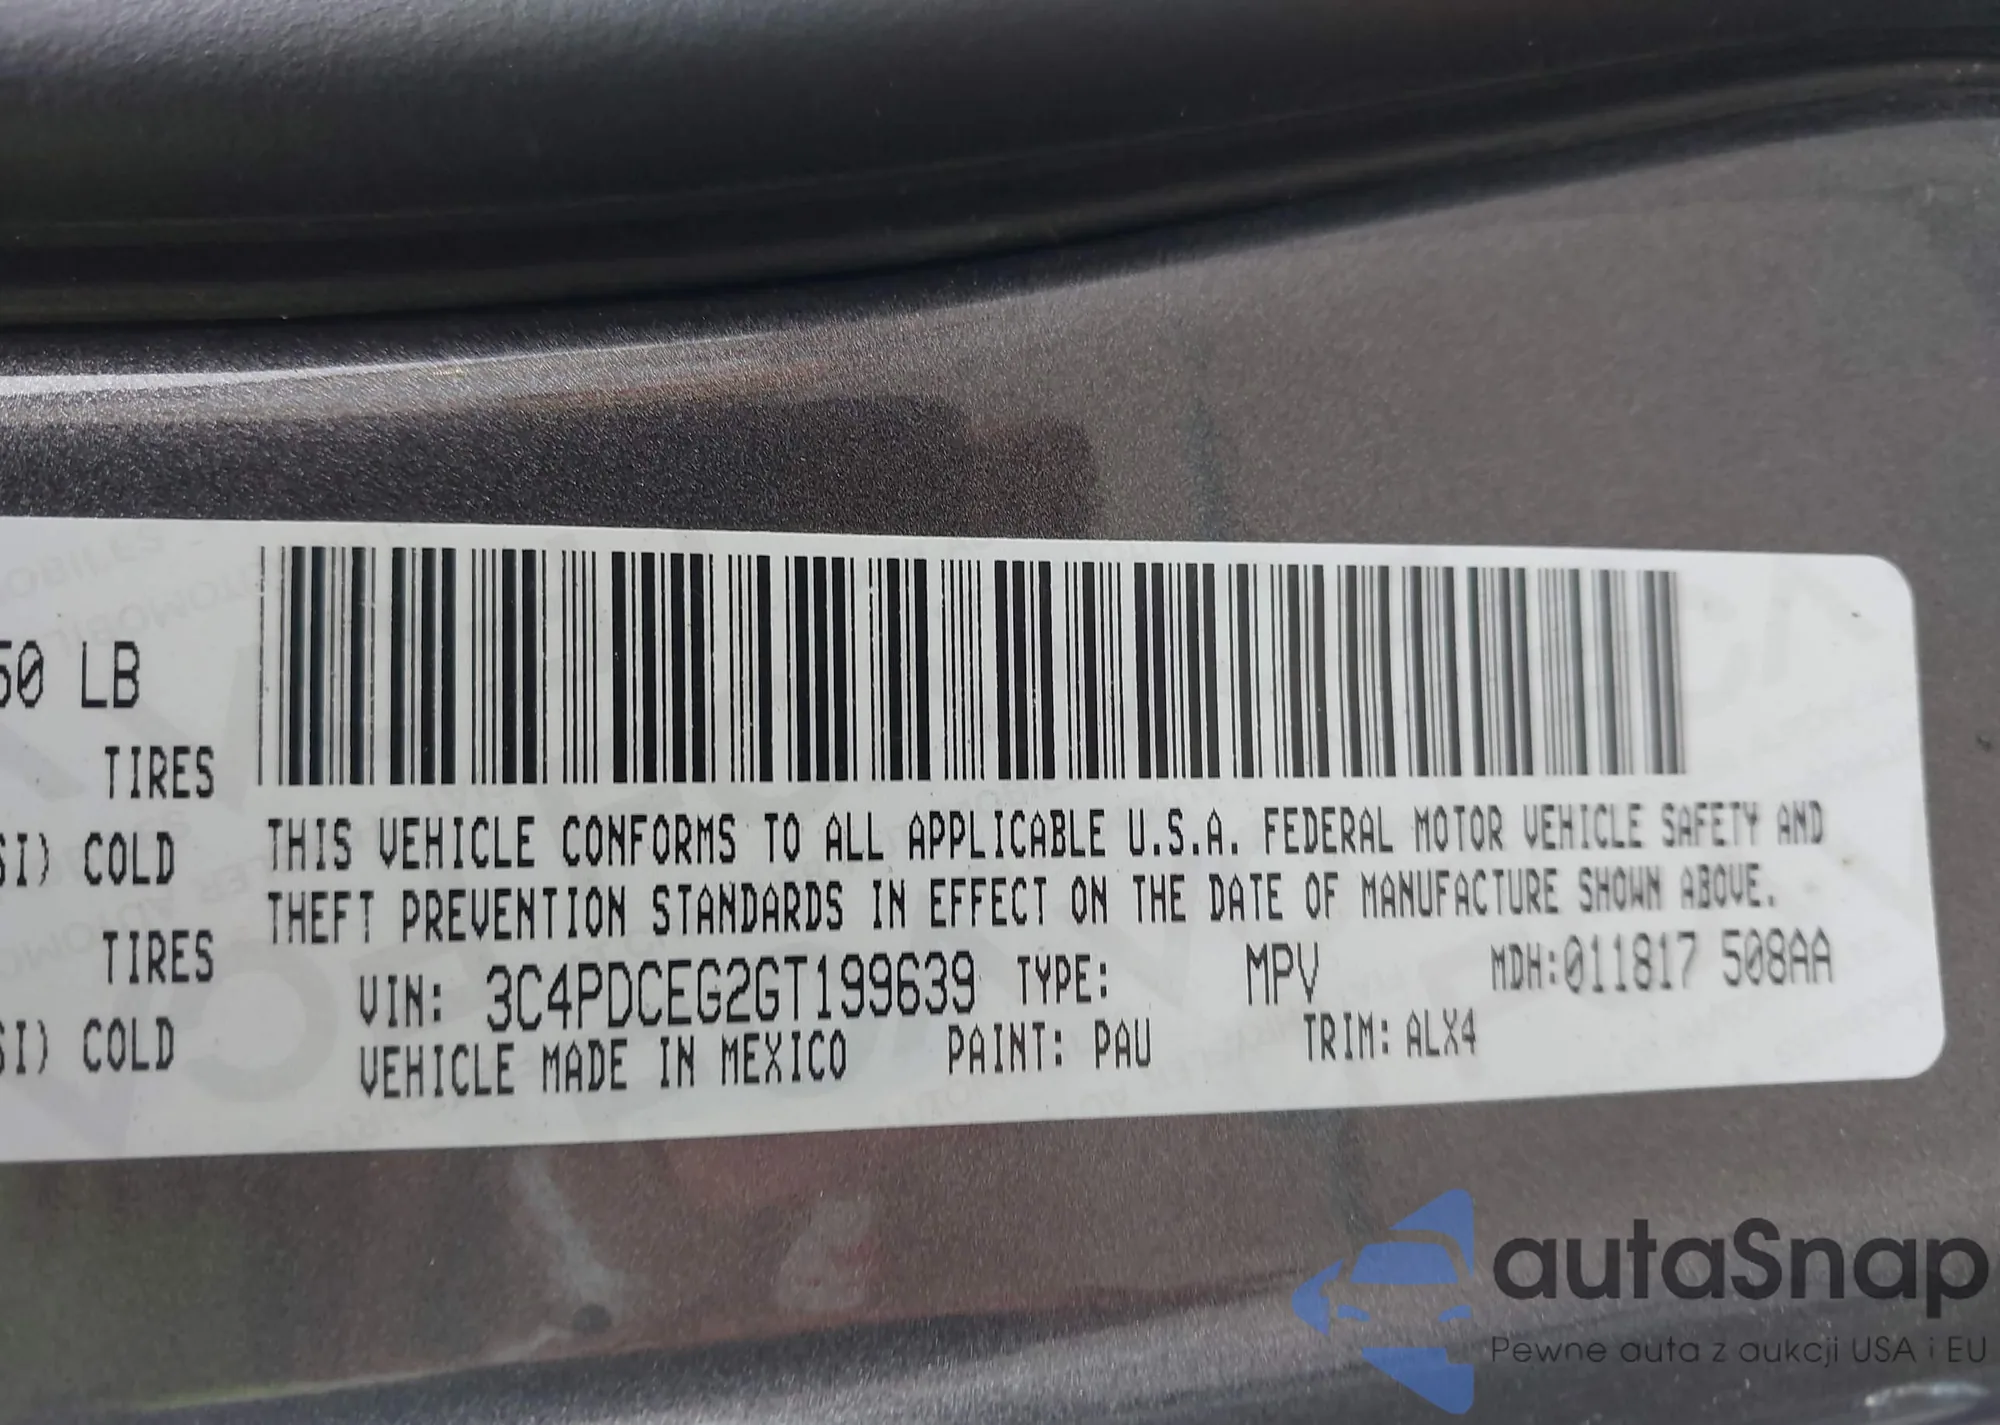 50 LB
TIRES
SI) COLD
TIRES
SI) COLD
THIS VEHICLE CONFORMS TO ALL APPLICABLE U.S.A. FEDERAL MOTOR VEHICLE SAFETY AND
THEFT PREVENTION STANDARDS IN EFFECT ON THE DATE OF MANUFACTURE SHOWN ABOVE.
VIN: 3C4PDCEG2GT199639 TYPE: MPV MDH:011817 508AA
VEHICLE MADE IN MEXICO PAINT: PAU TRIM: ALX4
autaSnap
Pewne auta z aukcji USA i EU